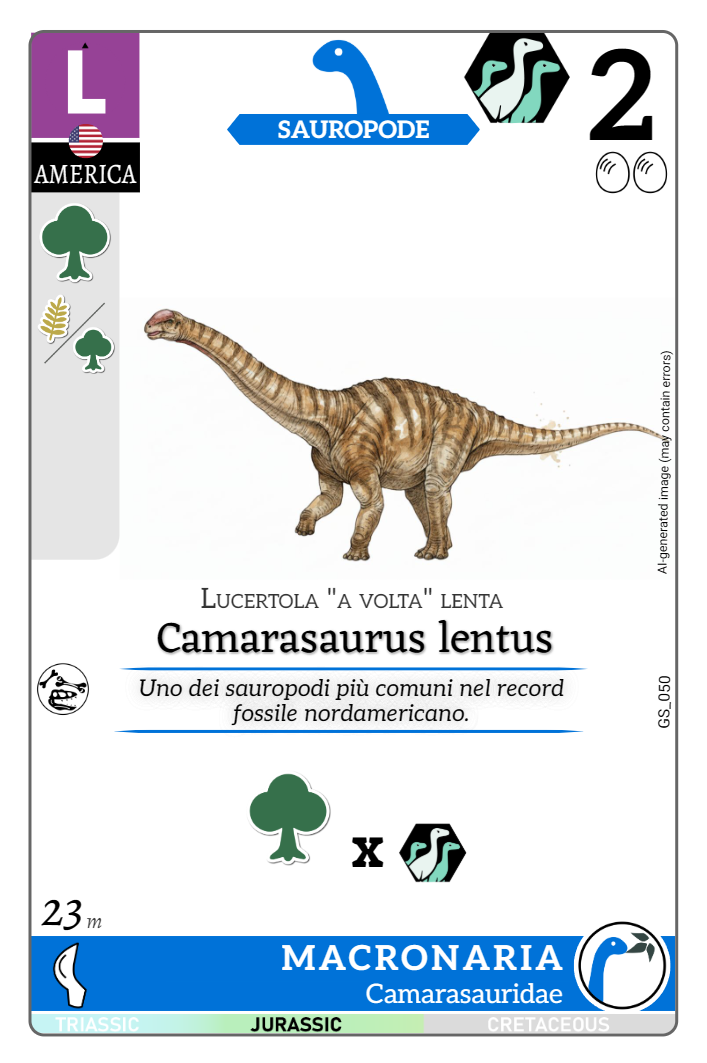 L
AMERICA
SAUROPODE
2
AI-generated image (may contain errors)
Lucertola "a volta" lenta
Camarasaurus lentus
Uno dei sauropodi più comuni nel record
fossile nordamericano.
GS_050
x
23 m
MACRONARIA
Camarasauridae
TRIASSIC JURASSIC CRETACEOUS